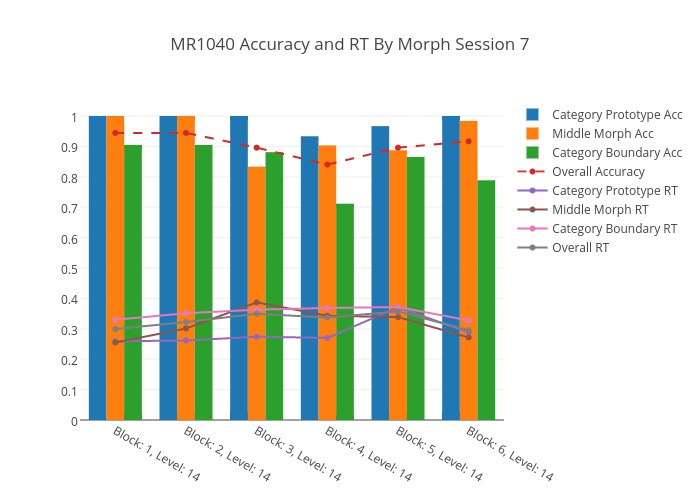 MR1040 Accuracy and RT By Morph Session 7
1
0.9
0.8
0.7
0.6
0.5
0.4
0.3
0.2
0.1
0
Block: 1, Level: 14
Block: 2, Level: 14
Block: 3, Level: 14
Block: 4, Level: 14
Block: 5, Level: 14
Block: 6, Level: 14
Category Prototype Acc
Middle Morph Acc
Category Boundary Acc
Overall Accuracy
Category Prototype RT
Middle Morph RT
Category Boundary RT
Overall RT